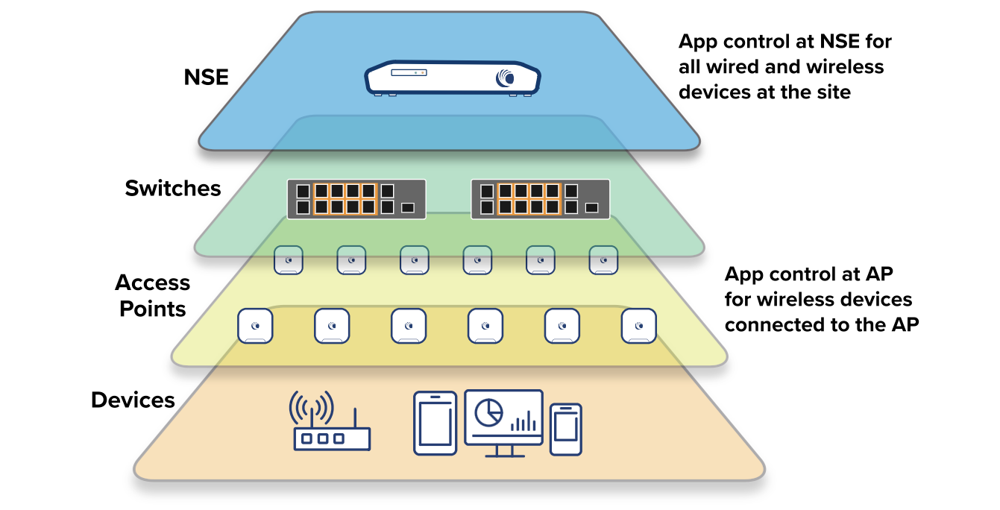 NSE
App control at NSE for
all wired and wireless
devices at the site
Switches
Access
Points
App control at AP
for wireless devices
connected to the AP
Devices